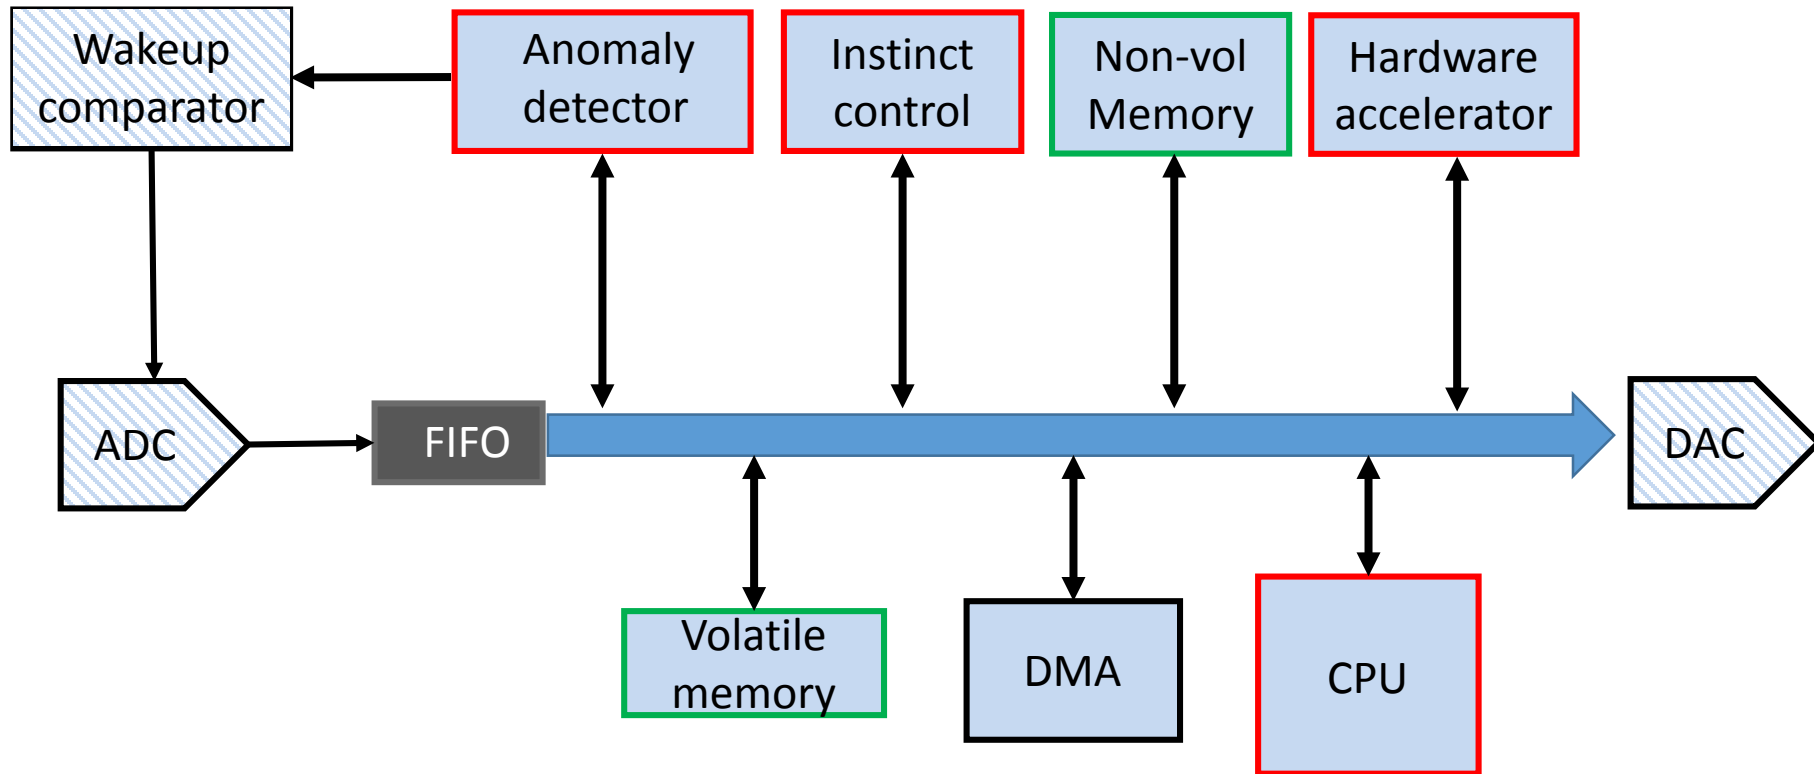 Wakeup
comparator
Anomaly
detector
Instinct
control
Non-vol
Memory
Hardware
accelerator
ADC
FIFO
DAC
Volatile
memory
DMA
CPU